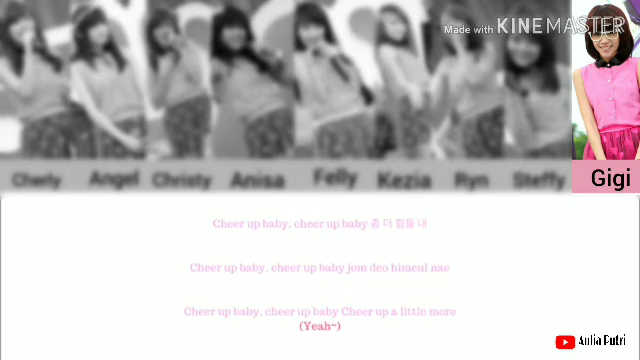 Made with KINEMASTER
Cherly Angel Christy Anisa Felly Kezia Ryn Steffy Gigi
Cheer up baby, cheer up baby 좀 더 힘을 내
Cheer up baby, cheer up baby jom deo himeul nae
Cheer up baby, cheer up baby Cheer up a little more
(Yeah~)
Aulia Putri